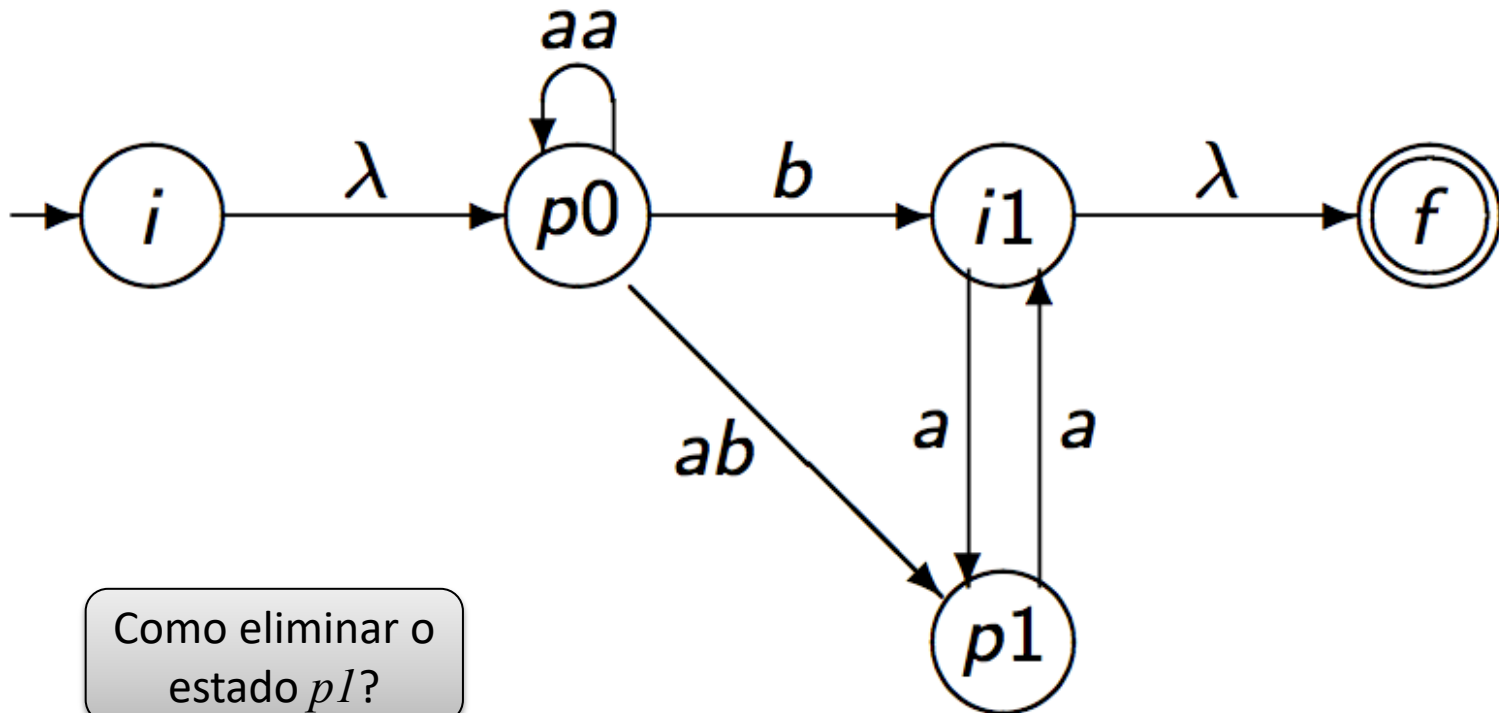 aa
λ
b
λ
i
p0
i1
f
ab
a
a
p1
Como eliminar o
estado p1?